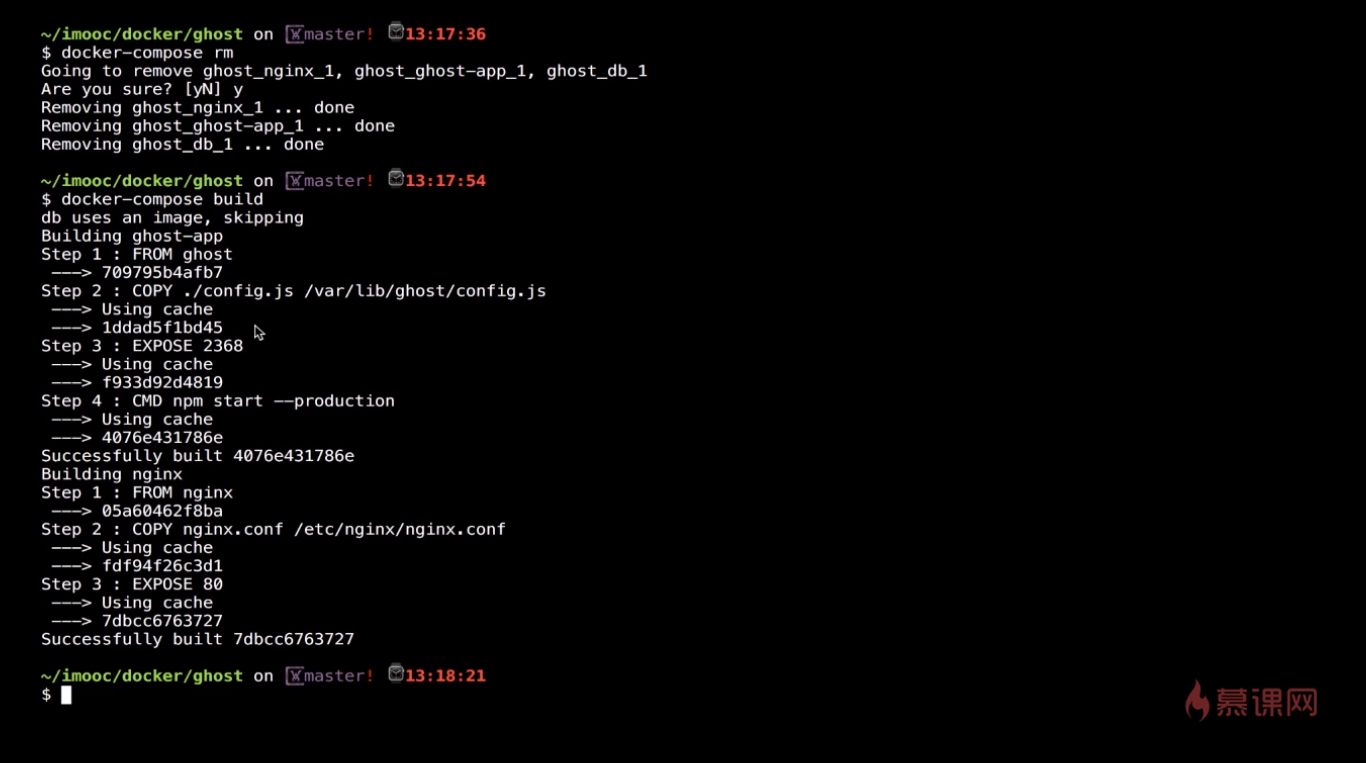 ~/imooc/docker/ghost on master! 13:17:36
$ docker-compose rm
Going to remove ghost_nginx_1, ghost_ghost-app_1, ghost_db_1
Are you sure? [yN] y
Removing ghost_nginx_1 ... done
Removing ghost_ghost-app_1 ... done
Removing ghost_db_1 ... done
~/imooc/docker/ghost on master! 13:17:54
$ docker-compose build
db uses an image, skipping
Building ghost-app
Step 1 : FROM ghost
---> 709795b4afb7
Step 2 : COPY ./config.js /var/lib/ghost/config.js
---> Using cache
---> 1ddad5f1bd45
Step 3 : EXPOSE 2368
---> Using cache
---> f933d92d4819
Step 4 : CMD npm start --production
---> Using cache
---> 4076e431786e
Successfully built 4076e431786e
Building nginx
Step 1 : FROM nginx
---> 05a60462f8ba
Step 2 : COPY nginx.conf /etc/nginx/nginx.conf
---> Using cache
---> fdf94f26c3d1
Step 3 : EXPOSE 80
---> Using cache
---> 7dbcc6763727
Successfully built 7dbcc6763727
~/imooc/docker/ghost on master! 13:18:21
$
慕课网